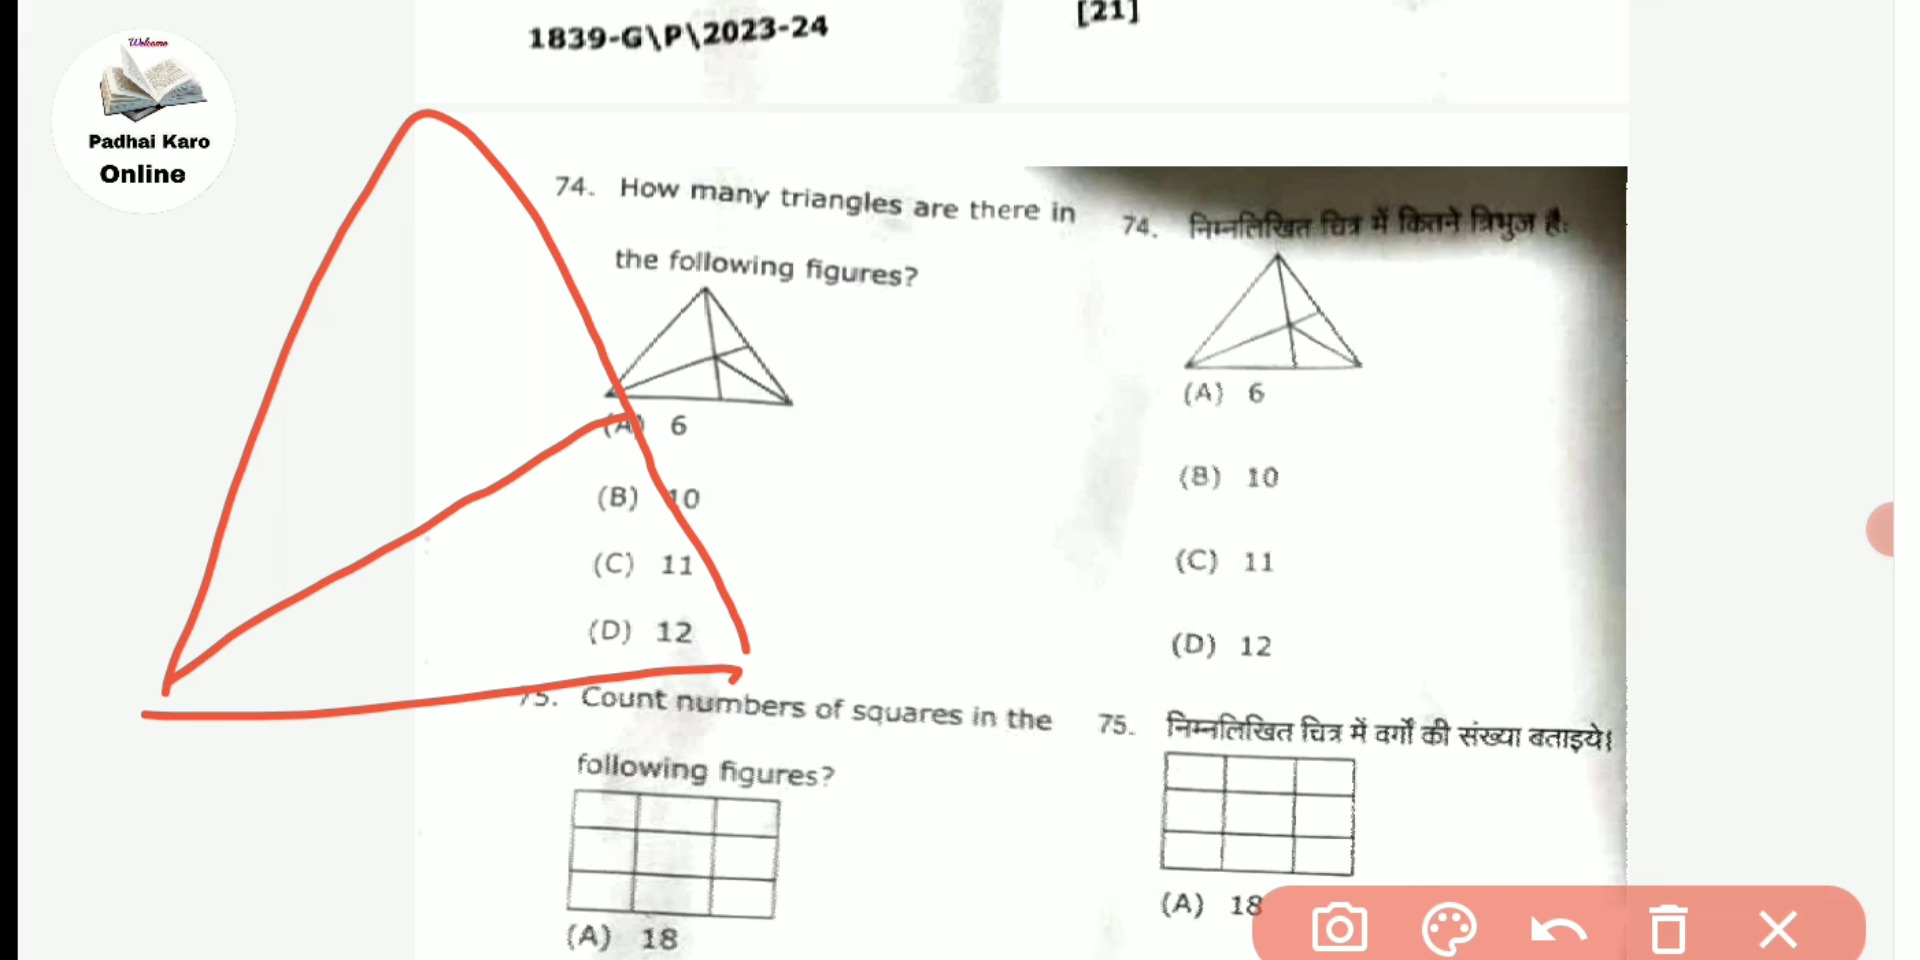 1839-G\P\2023-24
[21]
Welcome
Padhai Karo
Online
74. How many triangles are there in
the following figures?
(A) 6
(B) 10
(C) 11
(D) 12
75. Count numbers of squares in the
following figures?
(A) 18
74. निम्नलिखित चित्र में कितने त्रिभुज है:
(A) 6
(B) 10
(C) 11
(D) 12
75. निम्नलिखित चित्र में वर्गों की संख्या बताइये।
(A) 18